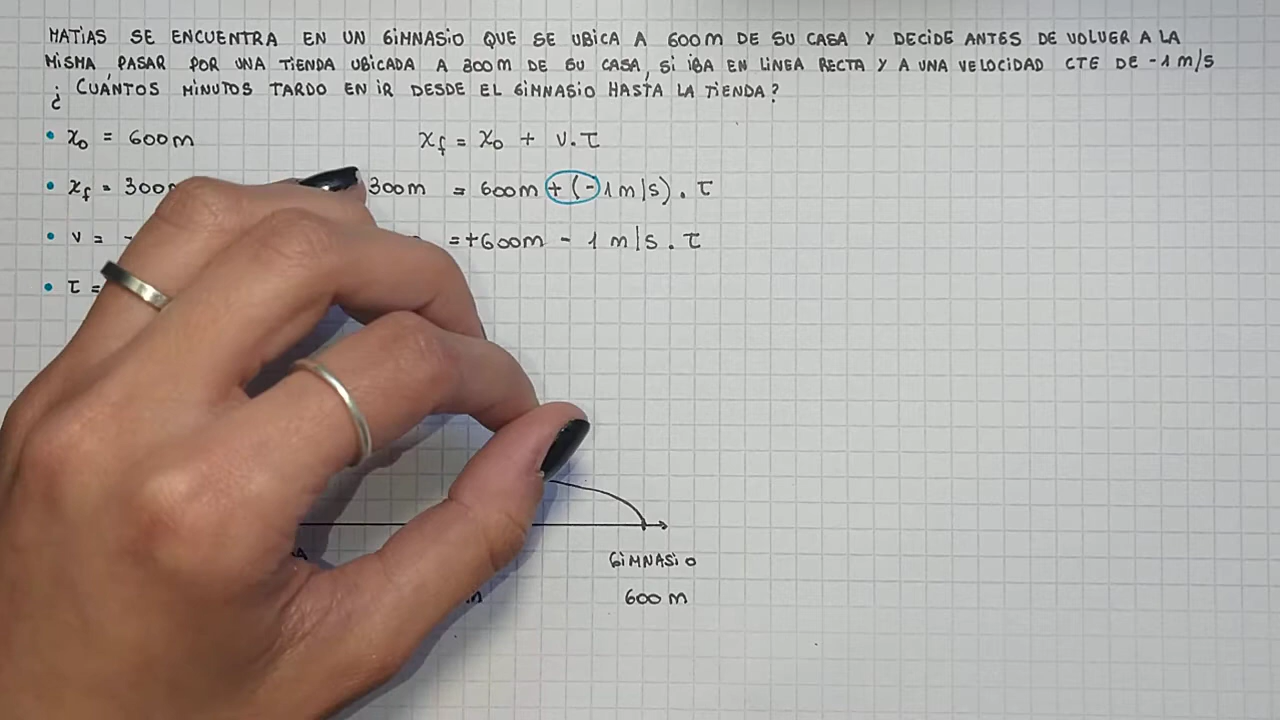 MATIAS SE ENCUENTRA EN UN GIMNASIO QUE SE UBICA A 600 m DE SU CASA Y DECIDE ANTES DE VOLVER A LA
MISMA, PASAR POR UNA TIENDA UBICADA A 300 m DE SU CASA, SI IBA EN LINEA RECTA Y A UNA VELOCIDAD CTE DE -1 m/s
¿ CUÁNTOS MINUTOS TARDO EN IR DESDE EL GIMNASIO HASTA LA TIENDA?
• x₀ = 600 m
x_f = x₀ + v.t
• x_f = 300
300m = 600m + (-1 m/s) . t
• v = -
= +600m - 1 m/s . t
• t =
GIMNASIO
600 m